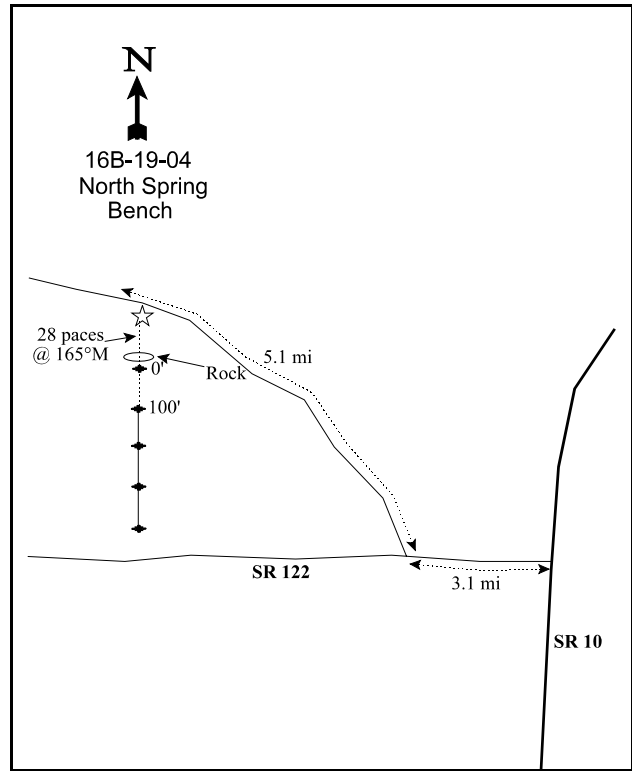 N
16B-19-04
North Spring
Bench
28 paces
@ 165°M
5.1 mi
0'
Rock
100'
SR 122
3.1 mi
SR 10